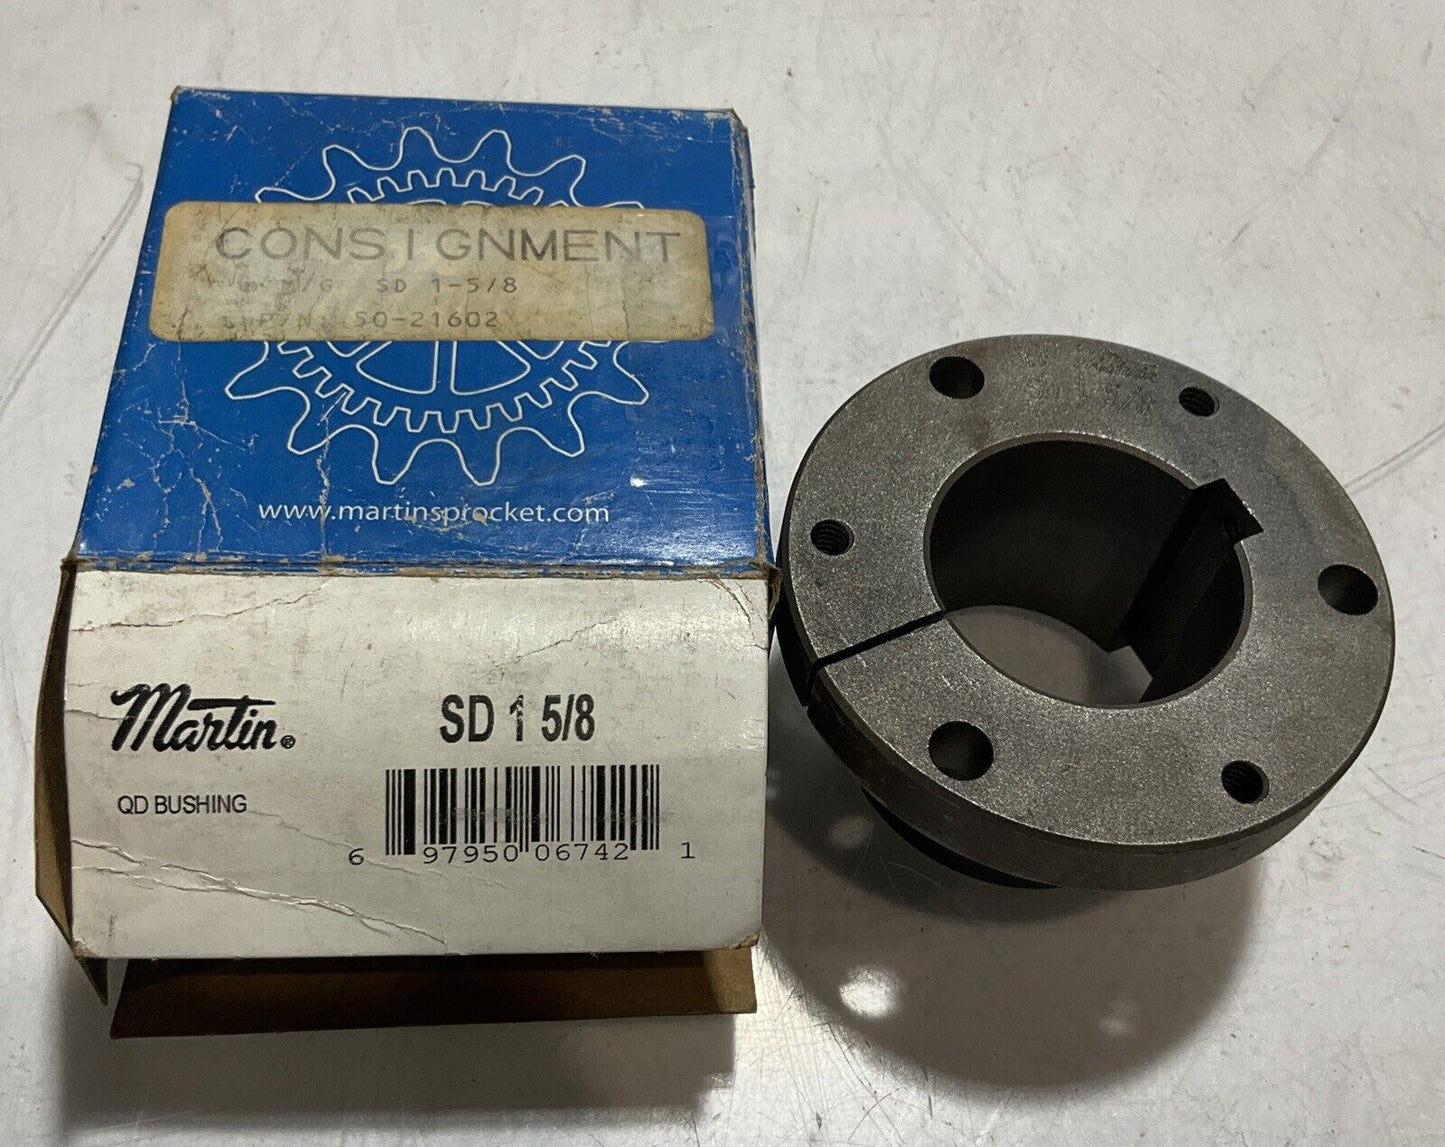 CONSIGNMENT
SD 1-5/8
P/N. 50-21602
www.martinsprocket.com
Martin®
SD 1 5/8
QD BUSHING
6 97950 06742 1
SD 1 5/8